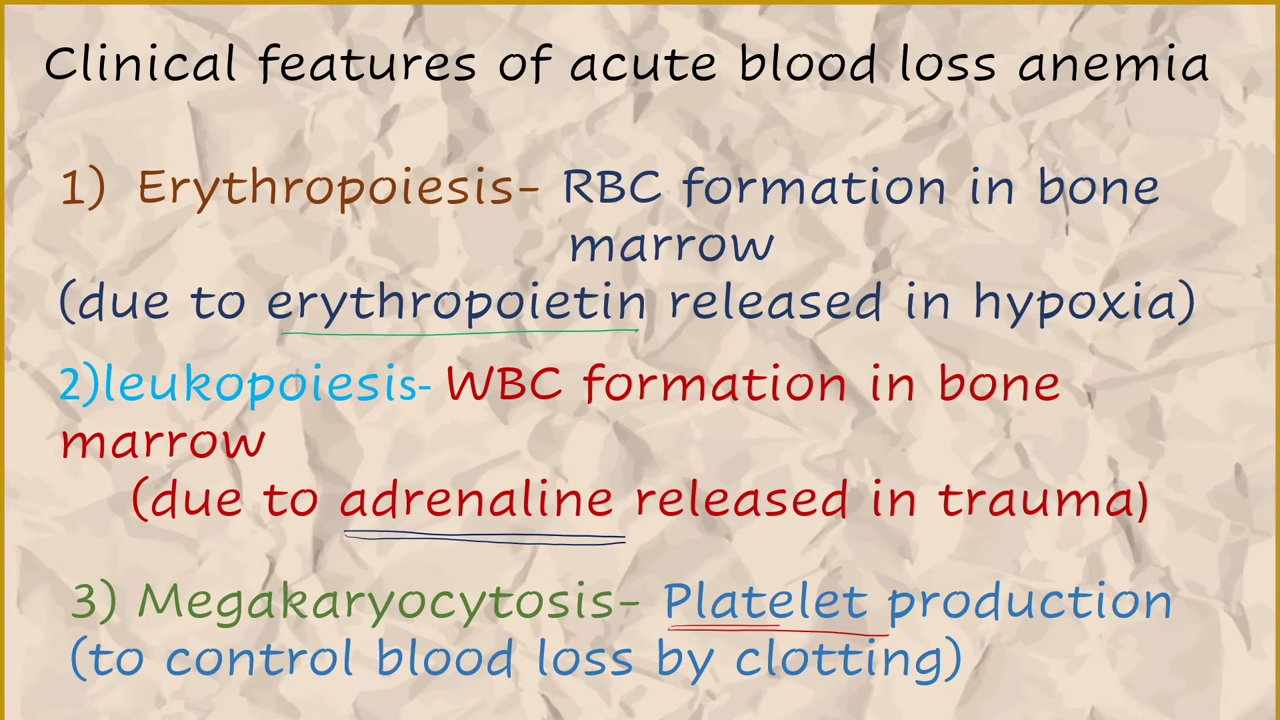 Clinical features of acute blood loss anemia
1) Erythropoiesis- RBC formation in bone
marrow
(due to erythropoietin released in hypoxia)
2)leukopoiesis- WBC formation in bone
marrow
(due to adrenaline released in trauma)
3) Megakaryocytosis- Platelet production
(to control blood loss by clotting)